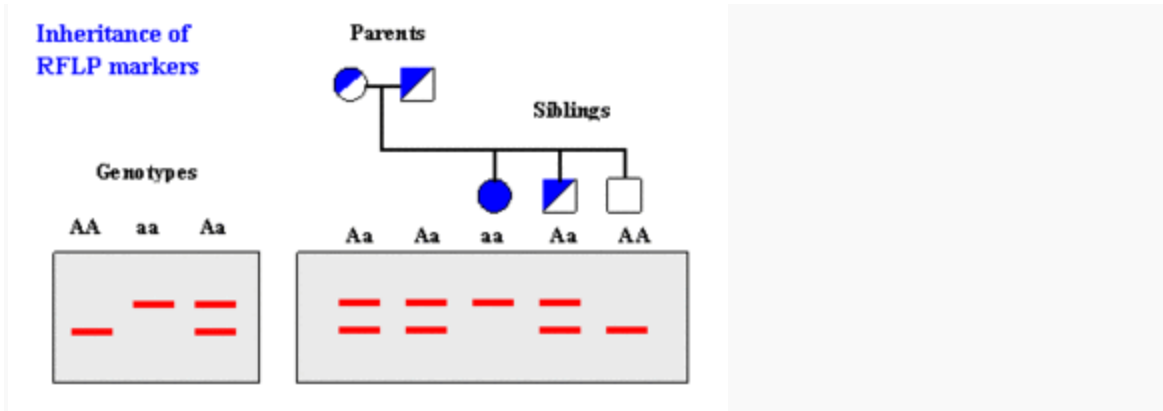 Inheritance of
RFLP markers
Parents
Siblings
Genotypes
AA aa Aa
Aa Aa aa Aa AA